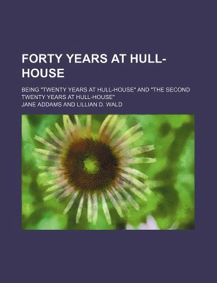 FORTY YEARS AT HULL-
HOUSE
BEING "TWENTY YEARS AT HULL-HOUSE" AND "THE SECOND
TWENTY YEARS AT HULL-HOUSE"
JANE ADDAMS AND LILLIAN D. WALD